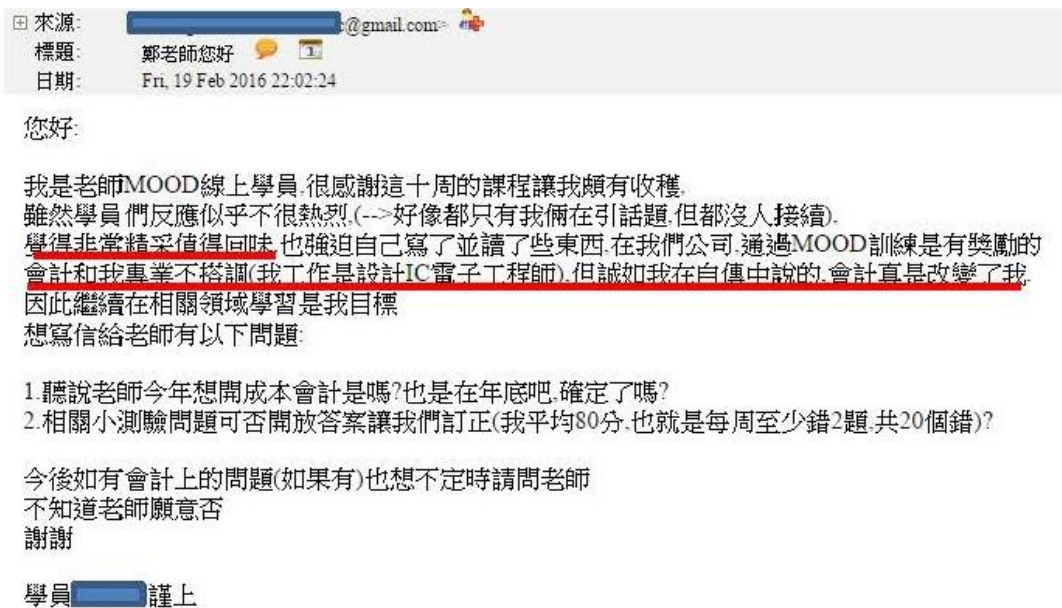 來源: c@gmail.com>
標題: 鄭老師您好
日期: Fri, 19 Feb 2016 22:02:24
您好:
我是老師MOOD線上學員,很感謝這十周的課程讓我頗有收穫,
雖然學員們反應似乎不很熱烈,(-->好像都只有我倆在引話題,但都沒人接續),
學得非常精采值得回味,也強迫自己寫了並讀了些東西,在我們公司,通過MOOD訓練是有獎勵的
會計和我專業不搭調(我工作是設計IC電子工程師),但誠如我在自傳中說的,會計真是改變了我,
因此繼續在相關領域學習是我目標
想寫信給老師有以下問題:
1.聽說老師今年想開成本會計是嗎?也是在年底吧,確定了嗎?
2.相關小測驗問題可否開放答案讓我們訂正(我平均80分,也就是每周至少錯2題,共20個錯)?
今後如有會計上的問題(如果有)也想不定時請問老師
不知道老師願意否
謝謝
學員 謹上